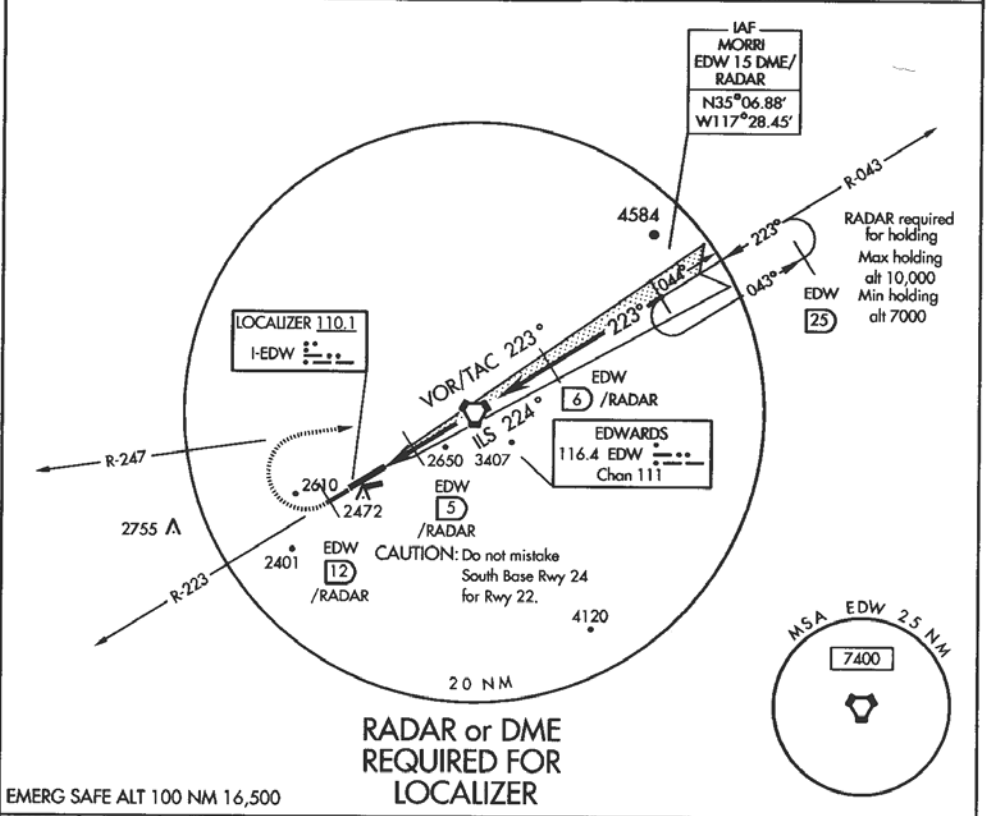 IAF
MORRI
EDW 15 DME/
RADAR
N35°06.88'
W117°28.45'
R-043
4584
223°
RADAR required
for holding
Max holding
alt 10,000
Min holding
alt 7000
044°
043°
EDW
25
223°
LOCALIZER 110.1
I-EDW
VOR/TAC 223°
EDW
6 /RADAR
ILS 224°
EDWARDS
116.4 EDW
Chan 111
R-247
2650
3407
2610
2472
EDW
5
/RADAR
2755
2401
EDW
12
/RADAR
CAUTION: Do not mistake
South Base Rwy 24
for Rwy 22.
R-223
4120
MSA EDW 25 NM
7400
20 NM
RADAR or DME
REQUIRED FOR
LOCALIZER
EMERG SAFE ALT 100 NM 16,500